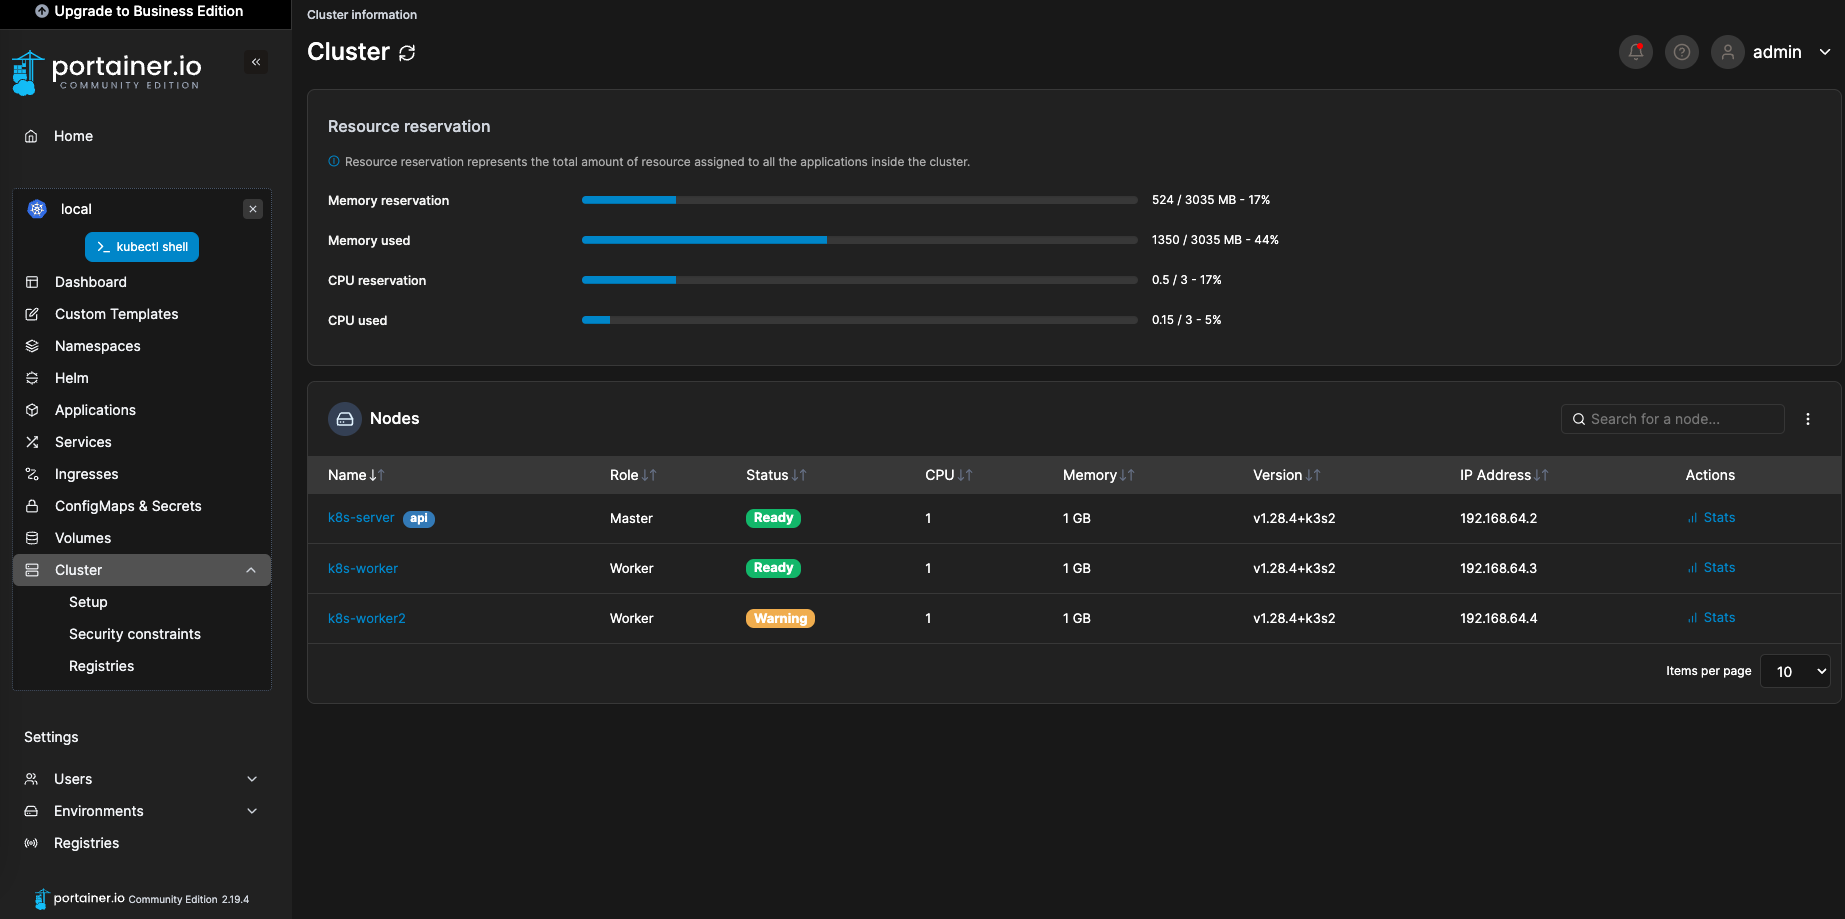 Upgrade to Business Edition
portainer.io
COMMUNITY EDITION
Home
local
>_ kubectl shell
Dashboard
Custom Templates
Namespaces
Helm
Applications
Services
Ingresses
ConfigMaps & Secrets
Volumes
Cluster
Setup
Security constraints
Registries
Settings
Users
Environments
Registries
portainer.io Community Edition 2.19.4
Cluster information
Cluster
admin
Resource reservation
Resource reservation represents the total amount of resource assigned to all the applications inside the cluster.
Memory reservation 524 / 3035 MB - 17%
Memory used 1350 / 3035 MB - 44%
CPU reservation 0.5 / 3 - 17%
CPU used 0.15 / 3 - 5%
Nodes
Search for a node...
Name Role Status CPU Memory Version IP Address Actions
k8s-server api Master Ready 1 1 GB v1.28.4+k3s2 192.168.64.2 Stats
k8s-worker Worker Ready 1 1 GB v1.28.4+k3s2 192.168.64.3 Stats
k8s-worker2 Worker Warning 1 1 GB v1.28.4+k3s2 192.168.64.4 Stats
Items per page 10